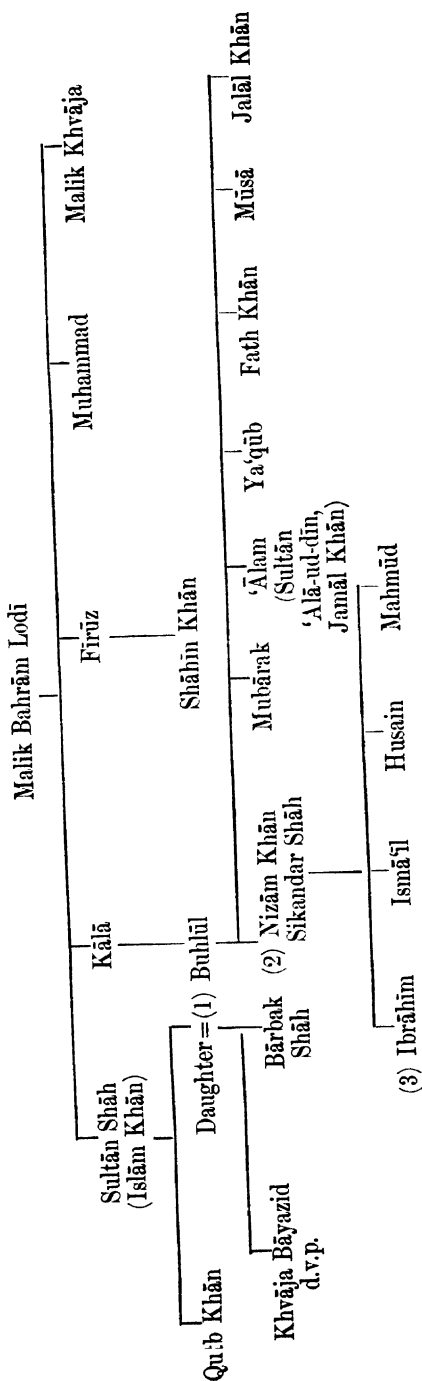 Malik Bahrām Lodī
Sultān Shāh
(Islām Khān)
Kālā
Fīrūz
Muhammad
Malik Khvāja
Qutb Khān
Daughter = (1) Buhlūl
Shāhīn Khān
Khvāja Bāyazid
d.v.p.
Bārbak
Shāh
(2) Nizām Khān
Sikandar Shāh
Mubārak
‘Ālam
(Sultān
‘Alā-ud-dīn,
Jamāl Khān)
Ya‘qūb
Fath Khān
Mūsā
Jalāl Khān
(3) Ibrāhīm
Ismā‘īl
Husain
Mahmūd